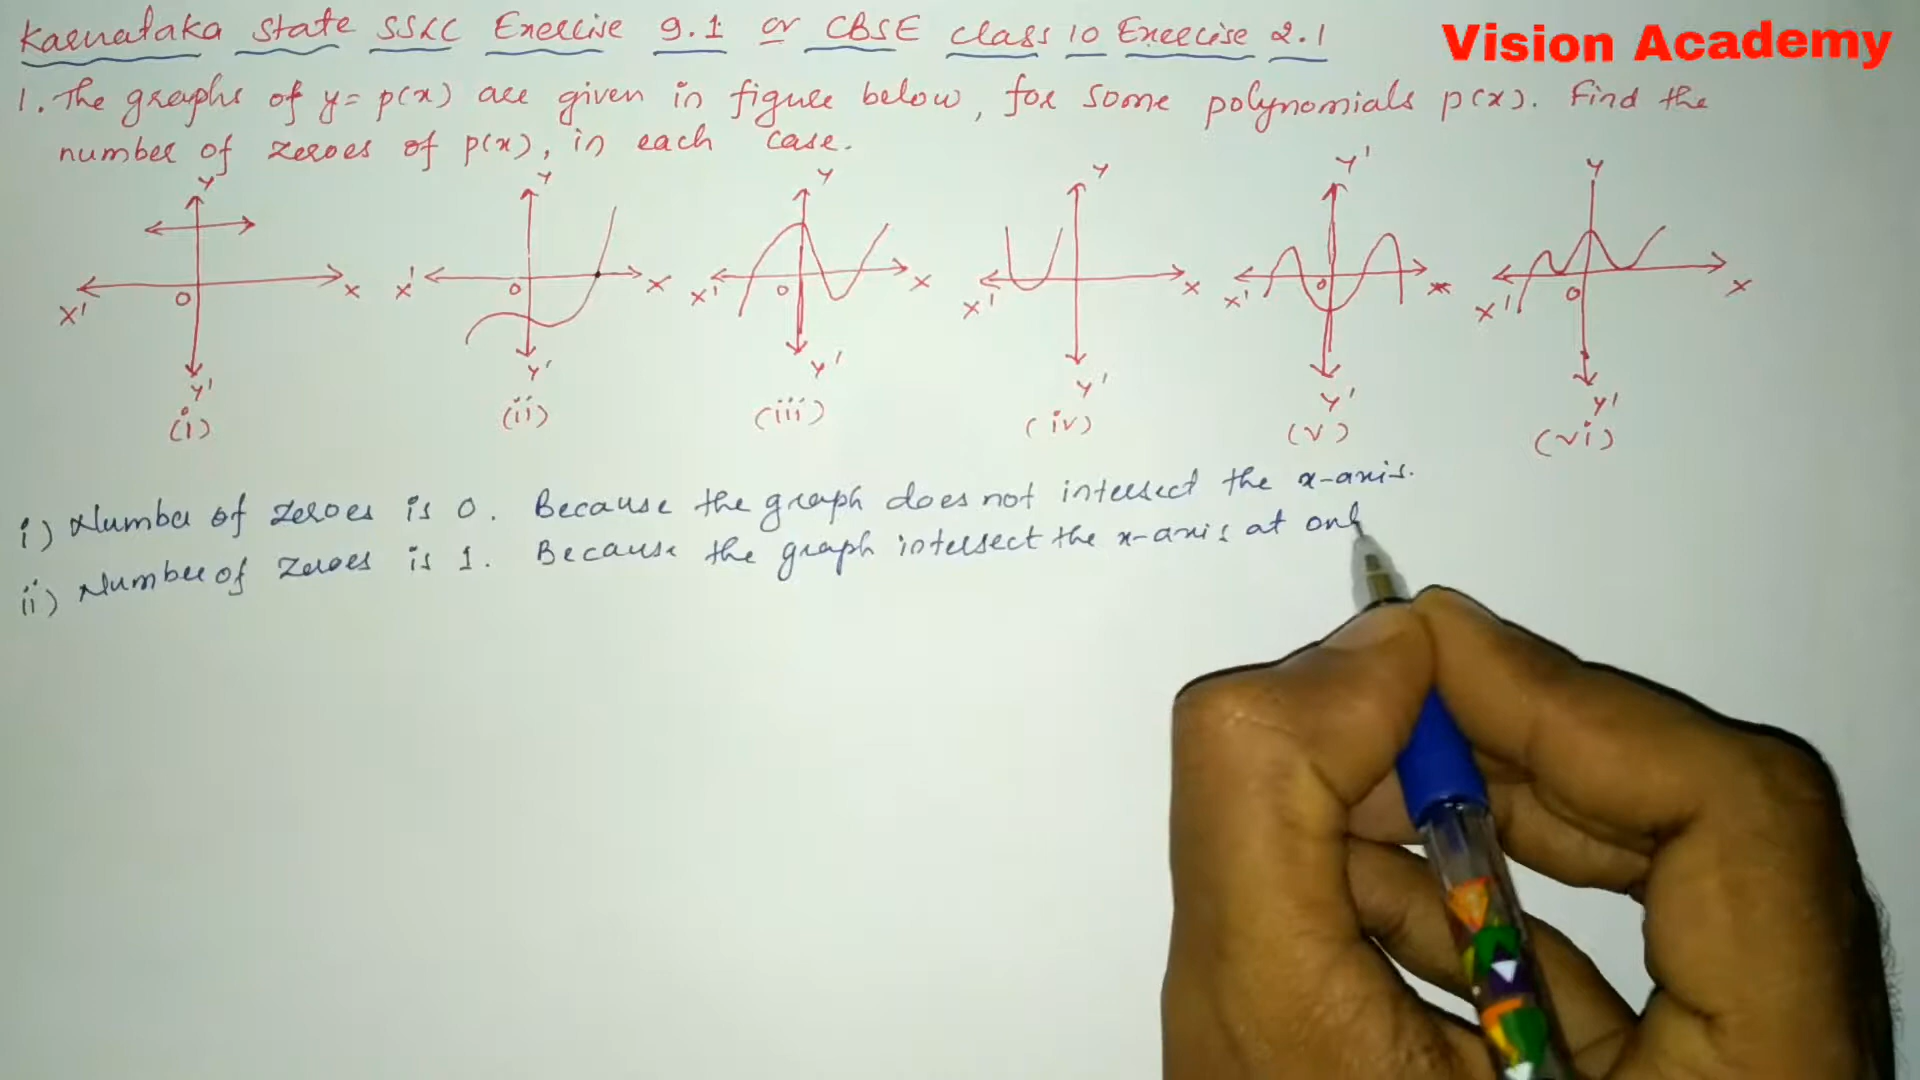 Karnataka State SSLC Exercise 9.1 or CBSE class 10 Exercise 2.1
Vision Academy
1. The graphs of y = p(x) are given in figure below, for some polynomials p(x). Find the
number of zeroes of p(x), in each case.
Y Y Y Y Y' Y
X' O X X' O X X' O X X' X X' O X X' O X
Y' Y' Y' Y' Y' Y'
(i) (ii) (iii) (iv) (v) (vi)
i) Number of zeroes is 0. Because the graph does not intersect the x-axis.
ii) Number of zeroes is 1. Because the graph intersect the x-axis at onl